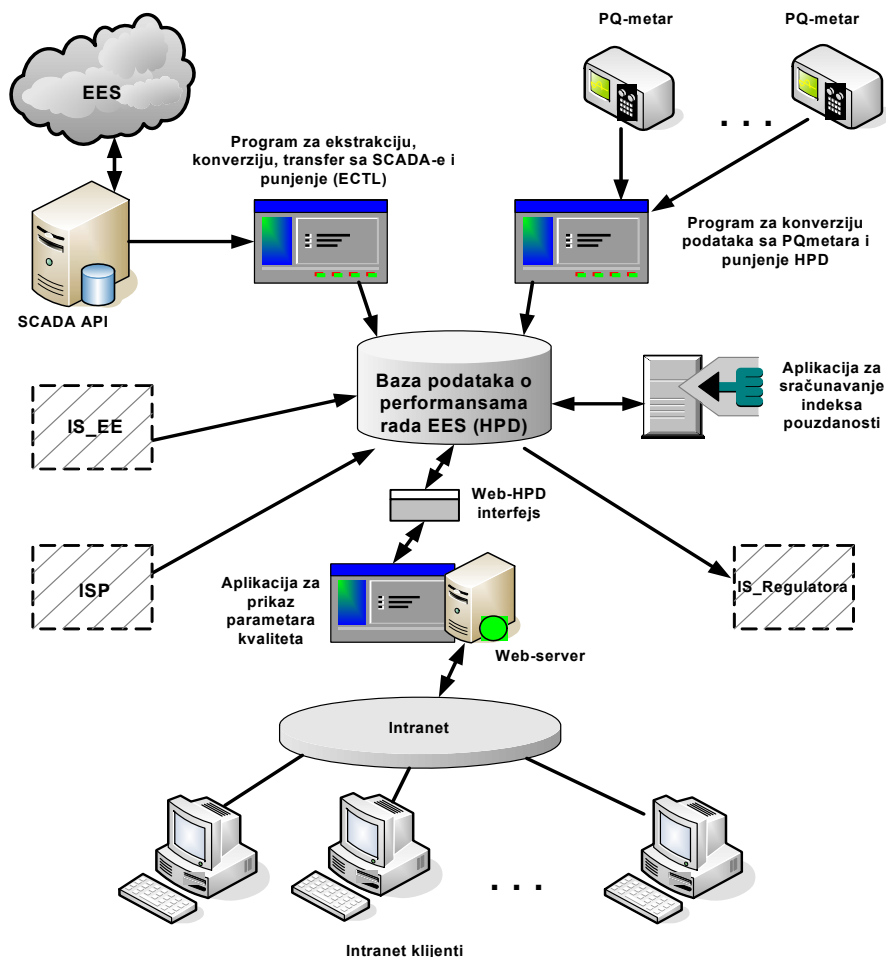 PQ-metar
PQ-metar
EES
. . .
Program za ekstrakciju,
konverziju, transfer sa SCADA-e i
punjenje (ECTL)
Program za konverziju
podataka sa PQmetara i
punjenje HPD
SCADA API
Baza podataka o
performansama
rada EES (HPD)
Aplikacija za
sračunavanje
indeksa
pouzdanosti
IS_EE
Web-HPD
interfejs
ISP
Aplikacija za
prikaz
parametara
kvaliteta
IS_Regulatora
Web-server
Intranet
. . .
Intranet klijenti